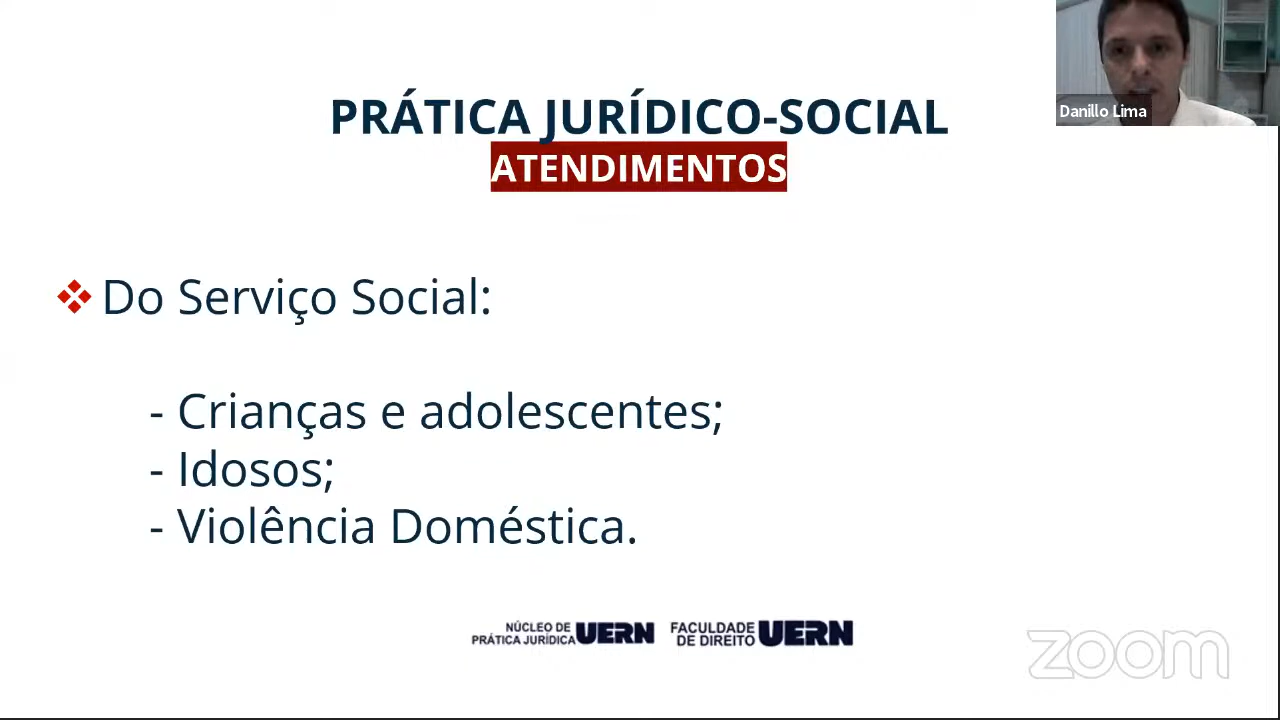 PRÁTICA JURÍDICO-SOCIAL
ATENDIMENTOS
Danillo Lima
❖ Do Serviço Social:
- Crianças e adolescentes;
- Idosos;
- Violência Doméstica.
NÚCLEO DE PRÁTICA JURÍDICA UERN
FACULDADE DE DIREITO UERN
zoom